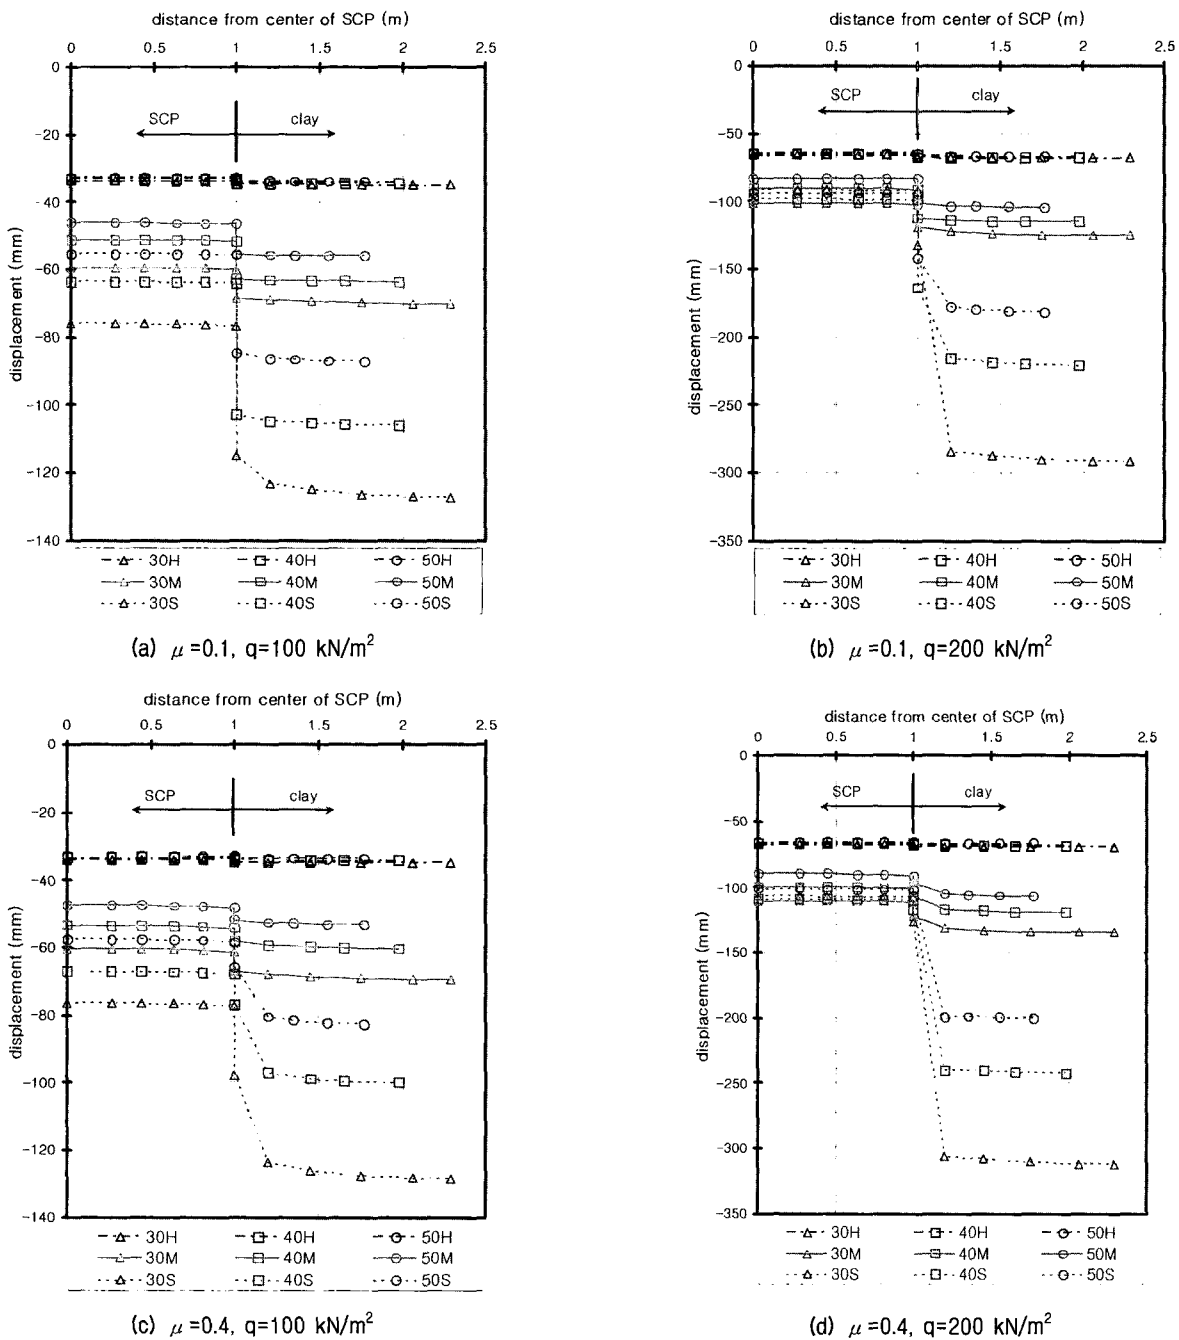 distance from center of SCP (m)
0 0.5 1 1.5 2 2.5
0
SCP clay
-20
-40
-60
-80
-100
-120
-140
displacement (mm)
30H 40H 50H
30M 40M 50M
30S 40S 50S
(a) μ=0.1, q=100 kN/m²
distance from center of SCP (m)
0 0.5 1 1.5 2 2.5
0
SCP clay
-50
-100
-150
-200
-250
-300
-350
displacement (mm)
30H 40H 50H
30M 40M 50M
30S 40S 50S
(b) μ=0.1, q=200 kN/m²
distance from center of SCP (m)
0 0.5 1 1.5 2 2.5
0
SCP clay
-20
-40
-60
-80
-100
-120
-140
displacement (mm)
30H 40H 50H
30M 40M 50M
30S 40S 50S
(c) μ=0.4, q=100 kN/m²
distance from center of SCP (m)
0 0.5 1 1.5 2 2.5
0
SCP clay
-50
-100
-150
-200
-250
-300
-350
displacement (mm)
30H 40H 50H
30M 40M 50M
30S 40S 50S
(d) μ=0.4, q=200 kN/m²